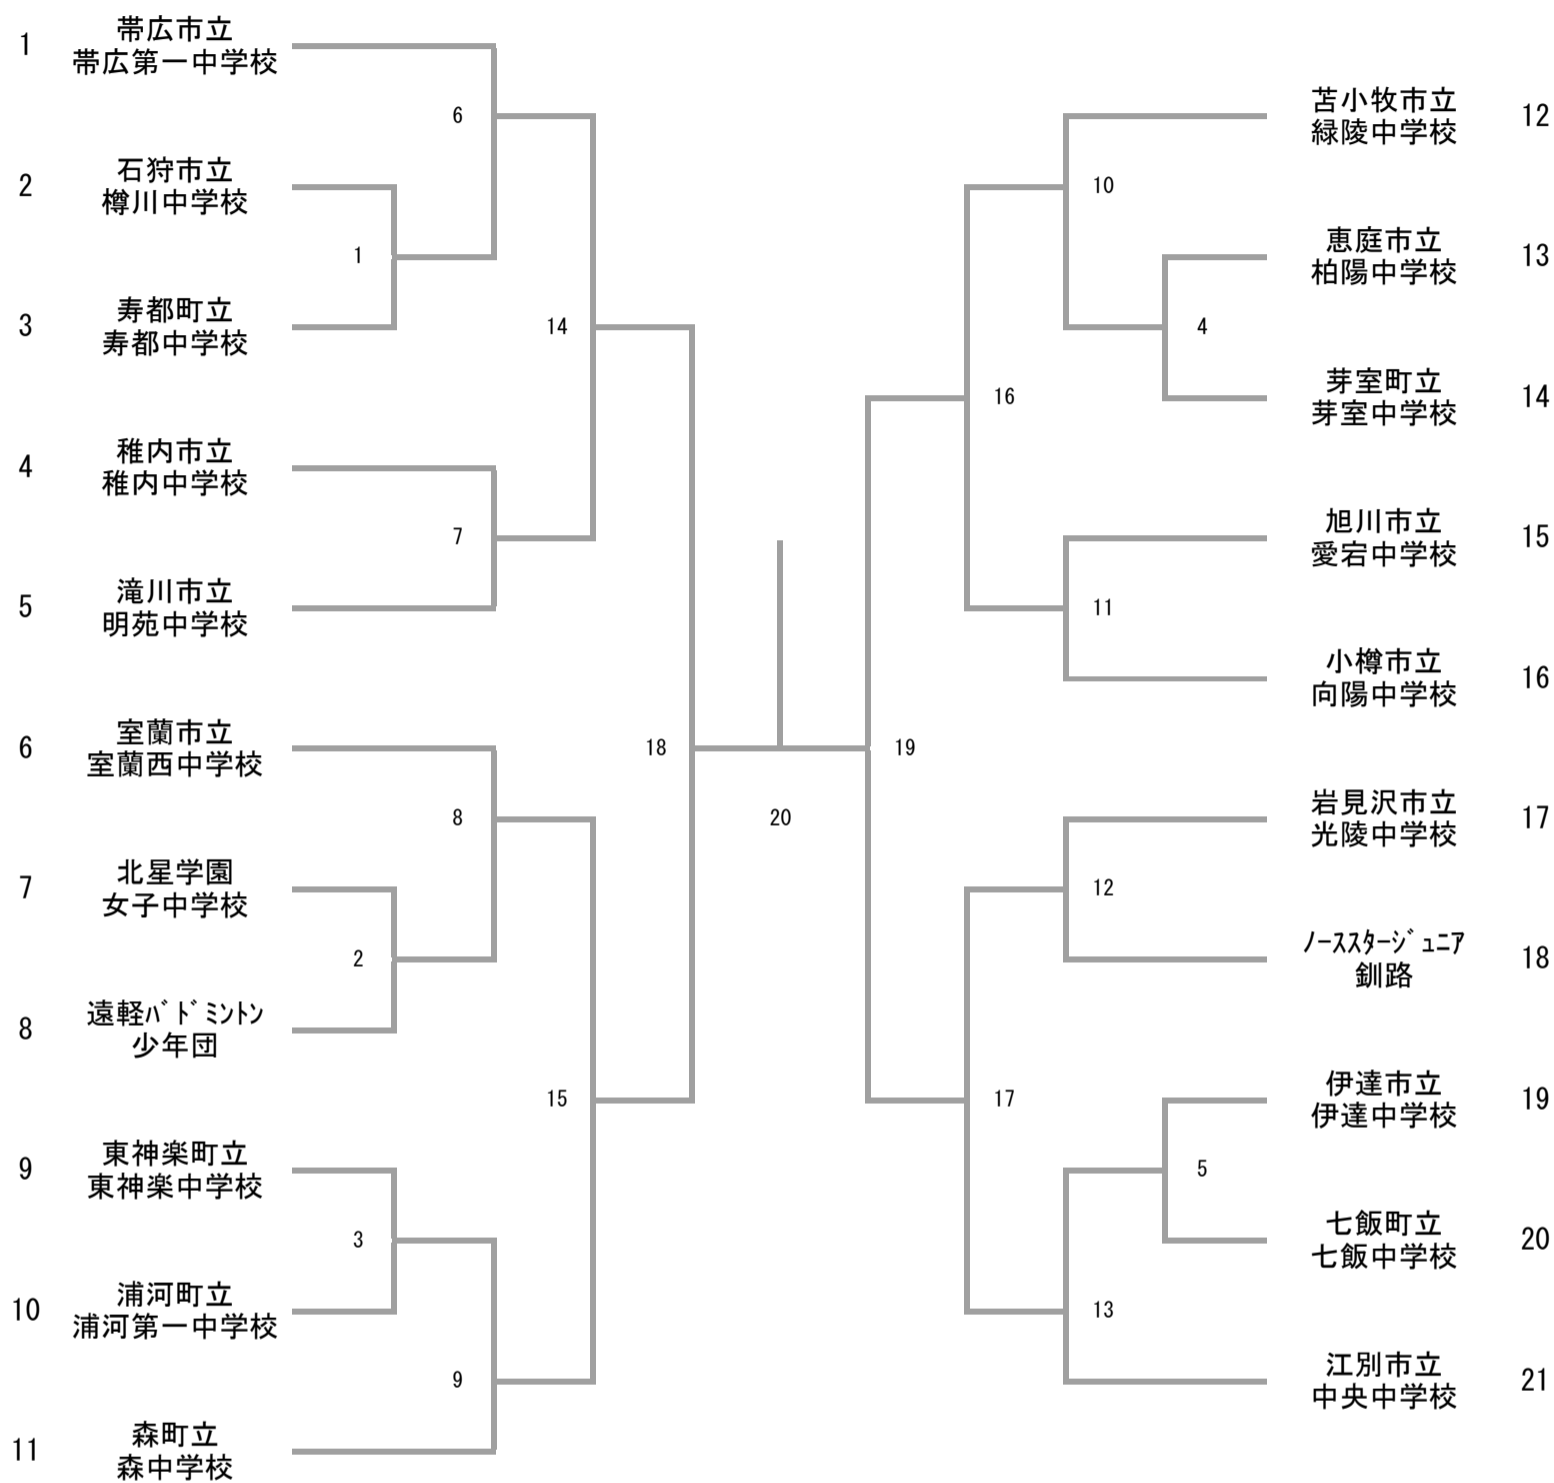 1
帯広市立
帯広第一中学校
6
2
石狩市立
樽川中学校
1
3
寿都町立
寿都中学校
14
4
稚内市立
稚内中学校
7
5
滝川市立
明苑中学校
18
6
室蘭市立
室蘭西中学校
8
7
北星学園
女子中学校
2
8
遠軽ﾊﾞﾄﾞﾐﾝﾄﾝ
少年団
15
9
東神楽町立
東神楽中学校
3
10
浦河町立
浦河第一中学校
9
11
森町立
森中学校
20
苫小牧市立
緑陵中学校
12
10
恵庭市立
柏陽中学校
13
4
芽室町立
芽室中学校
14
16
旭川市立
愛宕中学校
15
11
小樽市立
向陽中学校
16
19
岩見沢市立
光陵中学校
17
12
ﾉｰｽｽﾀｰｼﾞｭﾆｱ
釧路
18
17
伊達市立
伊達中学校
19
5
七飯町立
七飯中学校
20
13
江別市立
中央中学校
21